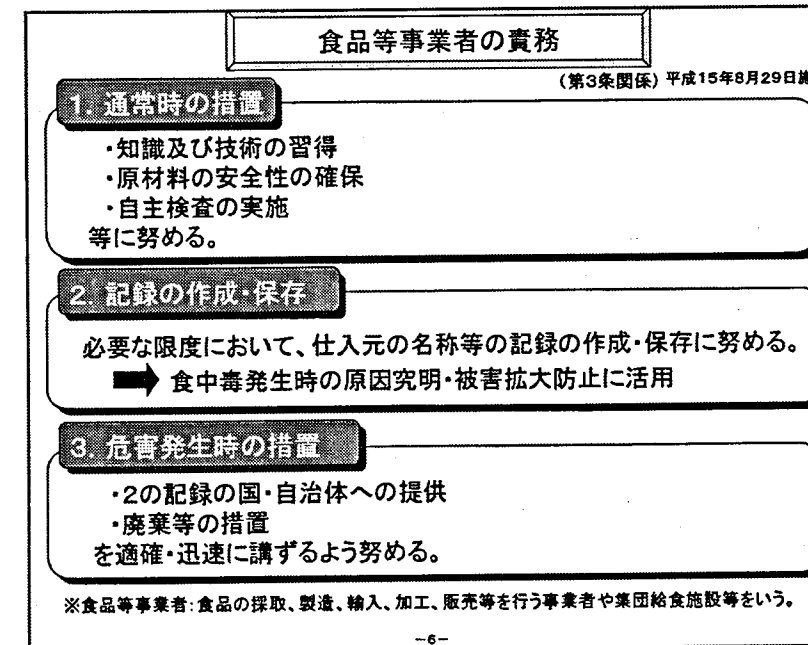 食品等事業者の責務
(第3条関係) 平成15年8月29日施
1. 通常時の措置
・知識及び技術の習得
・原材料の安全性の確保
・自主検査の実施
等に努める。
2. 記録の作成・保存
必要な限度において、仕入元の名称等の記録の作成・保存に努める。
➡ 食中毒発生時の原因究明・被害拡大防止に活用
3. 危害発生時の措置
・2の記録の国・自治体への提供
・廃棄等の措置
を適確・迅速に講ずるよう努める。
※食品等事業者:食品の採取、製造、輸入、加工、販売等を行う事業者や集団給食施設等をいう。
−6−